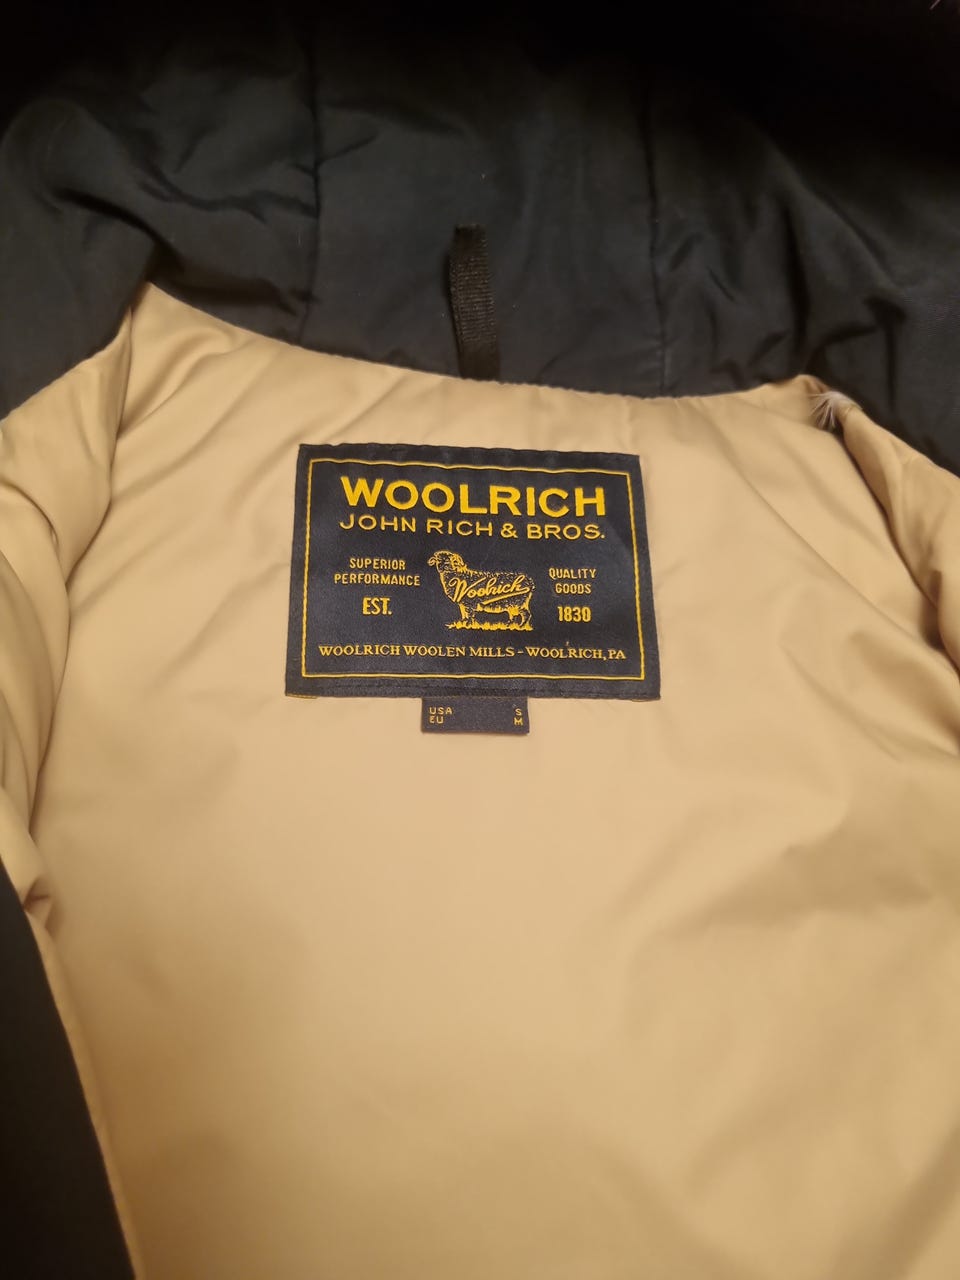 WOOLRICH
JOHN RICH & BROS.
SUPERIOR
PERFORMANCE
EST.
Woolrich
QUALITY
GOODS
1830
WOOLRICH WOOLEN MILLS - WOOLRICH, PA
USA S
EU M